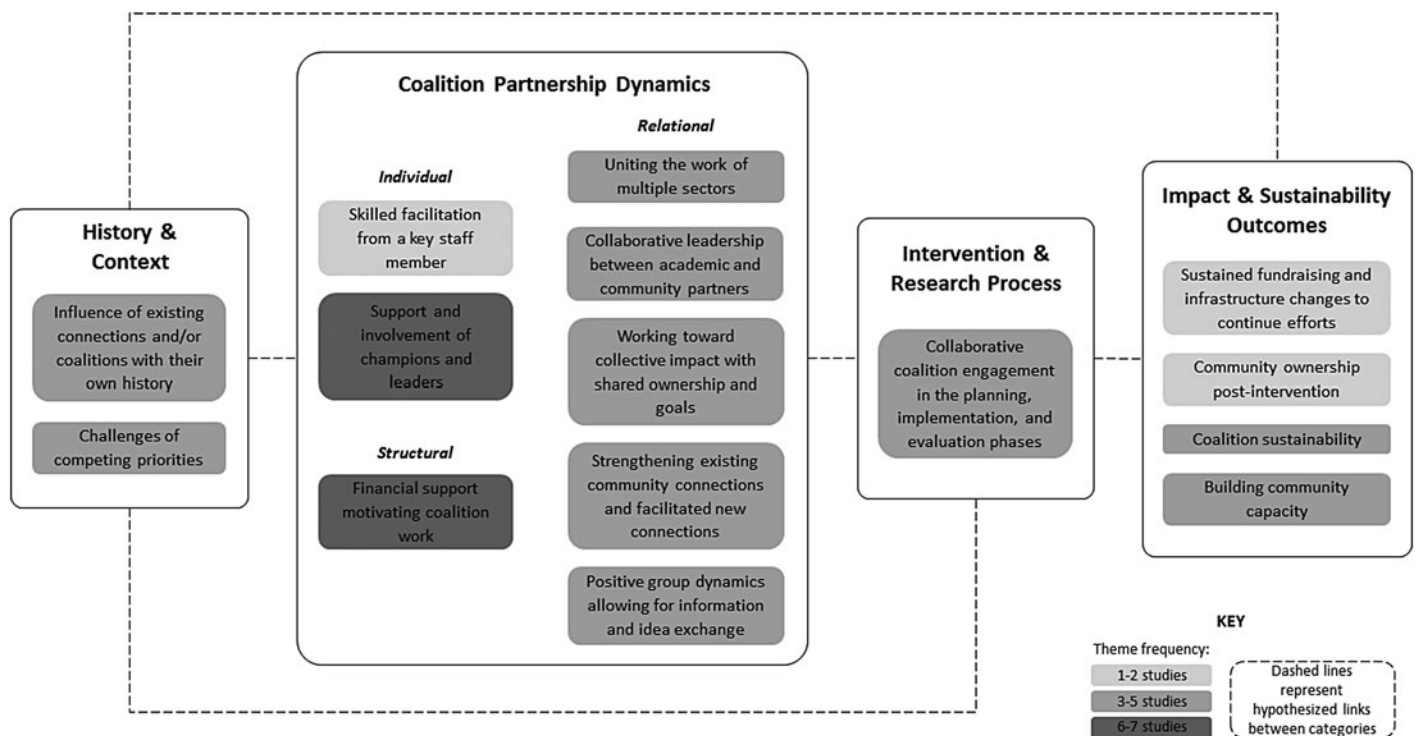 History &
Context
Influence of existing
connections and/or
coalitions with their
own history
Challenges of
competing priorities
Coalition Partnership Dynamics
Individual
Skilled facilitation
from a key staff
member
Support and
involvement of
champions and
leaders
Structural
Financial support
motivating coalition
work
Relational
Uniting the work of
multiple sectors
Collaborative leadership
between academic and
community partners
Working toward
collective impact with
shared ownership and
goals
Strengthening existing
community connections
and facilitated new
connections
Positive group dynamics
allowing for information
and idea exchange
Intervention &
Research Process
Collaborative
coalition engagement
in the planning,
implementation, and
evaluation phases
Impact & Sustainability
Outcomes
Sustained fundraising and
infrastructure changes to
continue efforts
Community ownership
post-intervention
Coalition sustainability
Building community
capacity
KEY
Theme frequency:
1-2 studies
3-5 studies
6-7 studies
Dashed lines
represent
hypothesized links
between categories